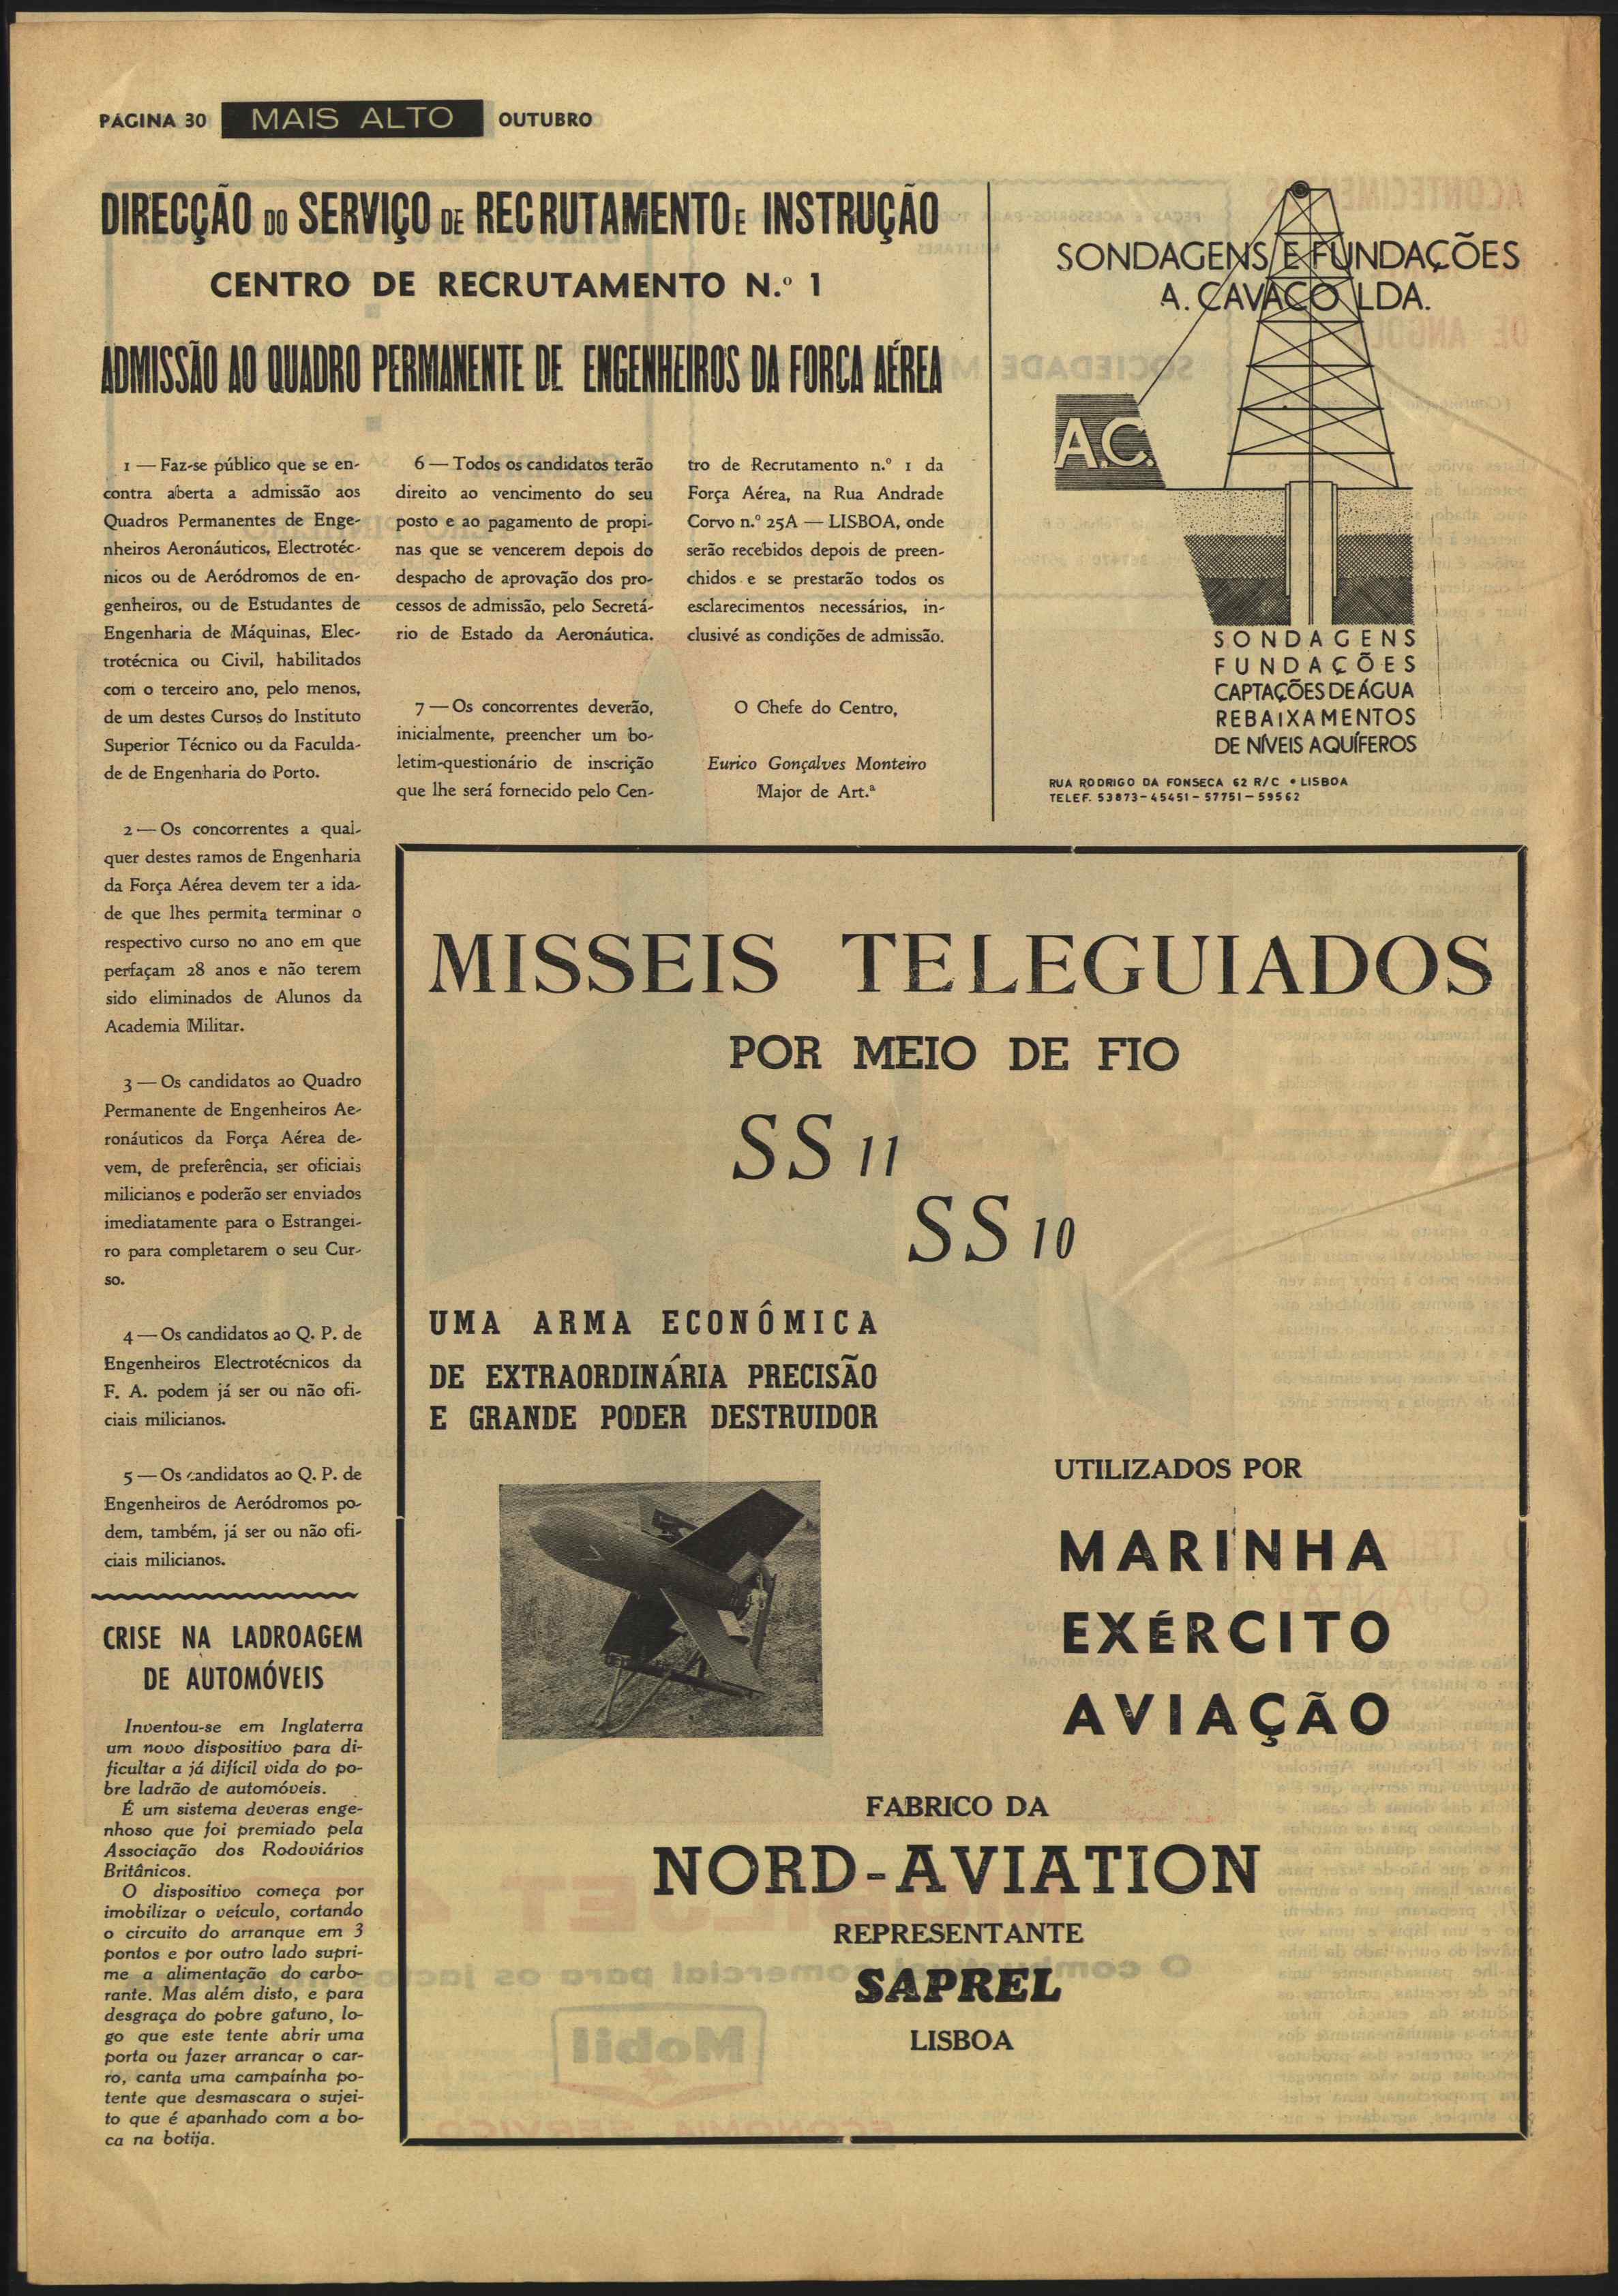 PÁGINA 30 MAIS ALTO OUTUBRO
DIRECÇÃO DO SERVIÇO DE RECRUTAMENTO E INSTRUÇÃO
CENTRO DE RECRUTAMENTO N.º 1
ADMISSÃO AO QUADRO PERMANENTE DE ENGENHEIROS DA FORCA AÉREA
1 — Faz-se público que se en-
contra aberta a admissão aos
Quadros Permanentes de Enge-
nheiros Aeronáuticos, Electrotéc-
nicos ou de Aeródromos de en-
genheiros, ou de Estudantes de
Engenharia de Máquinas, Elec-
trotécnica ou Civil, habilitados
com o terceiro ano, pelo menos,
de um destes Cursos do Instituto
Superior Técnico ou da Faculda-
de de Engenharia do Porto.
2 — Os concorrentes a qual-
quer destes ramos de Engenharia
da Força Aérea devem ter a ida-
de que lhes permita terminar o
respectivo curso no ano em que
perfaçam 28 anos e não terem
sido eliminados de Alunos da
Academia Militar.
3 — Os candidatos ao Quadro
Permanente de Engenheiros Ae-
ronáuticos da Força Aérea de-
vem, de preferência, ser oficiais
milicianos e poderão ser enviados
imediatamente para o Estrangei-
ro para completarem o seu Cur-
so.
4 — Os candidatos ao Q. P. de
Engenheiros Electrotécnicos da
F. A. podem já ser ou não ofi-
ciais milicianos.
5 — Os candidatos ao Q. P. de
Engenheiros de Aeródromos po-
dem, também, já ser ou não ofi-
ciais milicianos.
6 — Todos os candidatos terão
direito ao vencimento do seu
posto e ao pagamento de propi-
nas que se vencerem depois do
despacho de aprovação dos pro-
cessos de admissão, pelo Secretá-
rio de Estado da Aeronáutica.
7 — Os concorrentes deverão,
inicialmente, preencher um bo-
letim-questionário de inscrição
que lhe será fornecido pelo Cen-
tro de Recrutamento n.º 1 da
Força Aérea, na Rua Andrade
Corvo n.º 25A — LISBOA, onde
serão recebidos depois de preen-
chidos e se prestarão todos os
esclarecimentos necessários, in-
clusivé as condições de admissão.
O Chefe do Centro,
Eurico Gonçalves Monteiro
Major de Art.ª
SONDAGENS E FUNDAÇÕES
A. CAVACO LDA.
A.C.
SONDAGENS
FUNDAÇÕES
CAPTAÇÕES DE ÁGUA
REBAIXAMENTOS
DE NÍVEIS AQUÍFEROS
RUA RODRIGO DA FONSECA 62 R/C • LISBOA
TELEF. 53873-45451-57751-59562
CRISE NA LADROAGEM
DE AUTOMÓVEIS
Inventou-se em Inglaterra
um novo dispositivo para di-
ficultar a já difícil vida do po-
bre ladrão de automóveis.
É um sistema deveras enge-
nhoso que foi premiado pela
Associação dos Rodoviários
Britânicos.
O dispositivo começa por
imobilizar o veículo, cortando
o circuito do arranque em 3
pontos e por outro lado supri-
me a alimentação do carbo-
rante. Mas além disto, e para
desgraça do pobre gatuno, lo-
go que este tente abrir uma
porta ou fazer arrancar o car-
ro, canta uma campaínha po-
tente que desmascara o sujei-
to que é apanhado com a bo-
ca na botija.
MISSEIS TELEGUIADOS
POR MEIO DE FIO
SS 11
SS 10
UMA ARMA ECONÔMICA
DE EXTRAORDINÁRIA PRECISÃO
E GRANDE PODER DESTRUIDOR
UTILIZADOS POR
MARINHA
EXÉRCITO
AVIAÇÃO
FABRICO DA
NORD-AVIATION
REPRESENTANTE
SAPREL
LISBOA